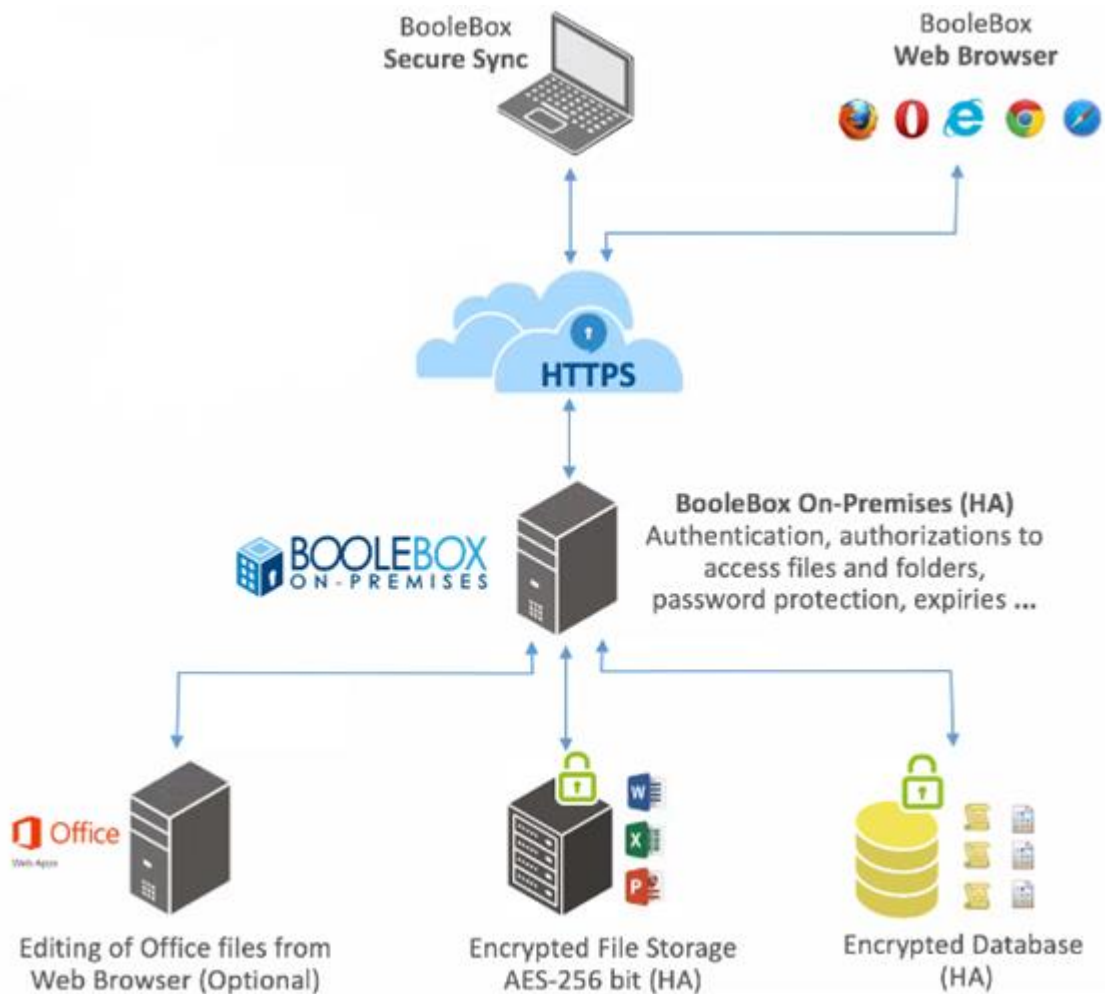 BooleBox
Secure Sync
BooleBox
Web Browser
HTTPS
BOOLEBOX
ON-PREMISES
BooleBox On-Premises (HA)
Authentication, authorizations to
access files and folders,
password protection, expiries ...
Office
Web Apps
W
X
P
Editing of Office files from
Web Browser (Optional)
Encrypted File Storage
AES-256 bit (HA)
Encrypted Database
(HA)